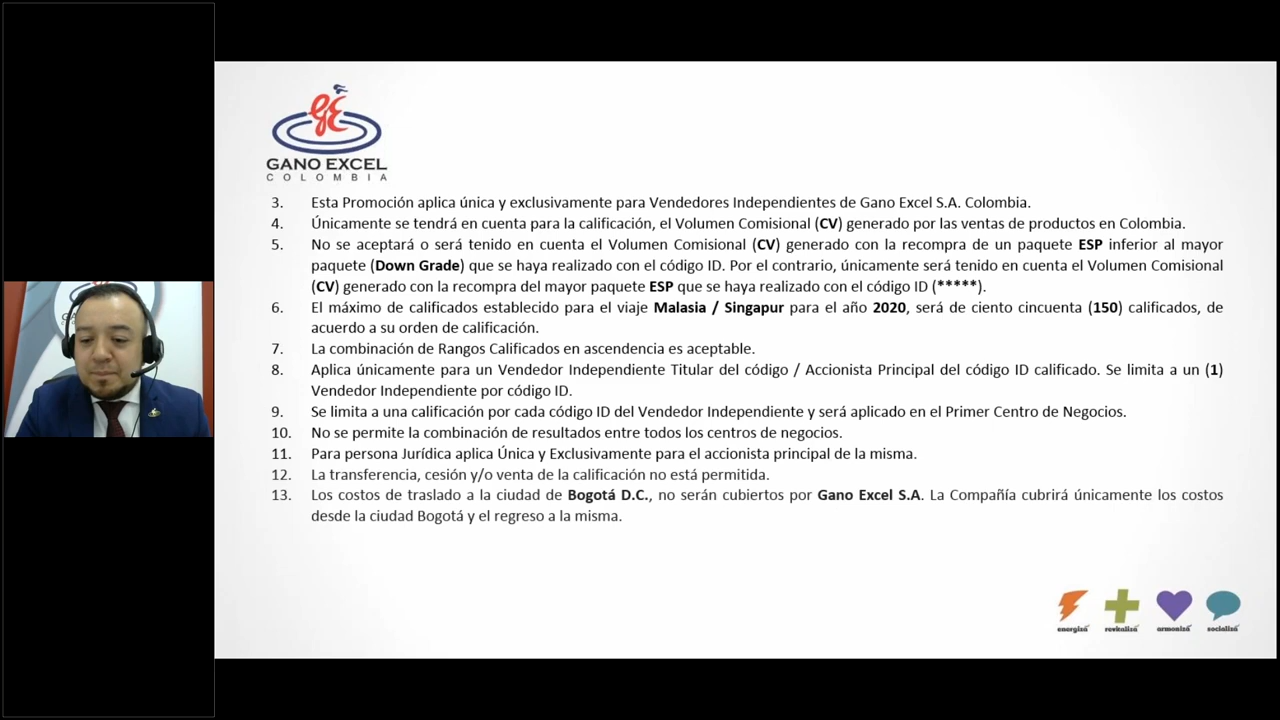 GANO EXCEL
COLOMBIA
3. Esta Promoción aplica única y exclusivamente para Vendedores Independientes de Gano Excel S.A. Colombia.
4. Únicamente se tendrá en cuenta para la calificación, el Volumen Comisional (CV) generado por las ventas de productos en Colombia.
5. No se aceptará o será tenido en cuenta el Volumen Comisional (CV) generado con la recompra de un paquete ESP inferior al mayor
paquete (Down Grade) que se haya realizado con el código ID. Por el contrario, únicamente será tenido en cuenta el Volumen Comisional
(CV) generado con la recompra del mayor paquete ESP que se haya realizado con el código ID (*****).
6. El máximo de calificados establecido para el viaje Malasia / Singapur para el año 2020, será de ciento cincuenta (150) calificados, de
acuerdo a su orden de calificación.
7. La combinación de Rangos Calificados en ascendencia es aceptable.
8. Aplica únicamente para un Vendedor Independiente Titular del código / Accionista Principal del código ID calificado. Se limita a un (1)
Vendedor Independiente por código ID.
9. Se limita a una calificación por cada código ID del Vendedor Independiente y será aplicado en el Primer Centro de Negocios.
10. No se permite la combinación de resultados entre todos los centros de negocios.
11. Para persona Jurídica aplica Única y Exclusivamente para el accionista principal de la misma.
12. La transferencia, cesión y/o venta de la calificación no está permitida.
13. Los costos de traslado a la ciudad de Bogotá D.C., no serán cubiertos por Gano Excel S.A. La Compañía cubrirá únicamente los costos
desde la ciudad Bogotá y el regreso a la misma.
energizá revitalizá armonizá socializá